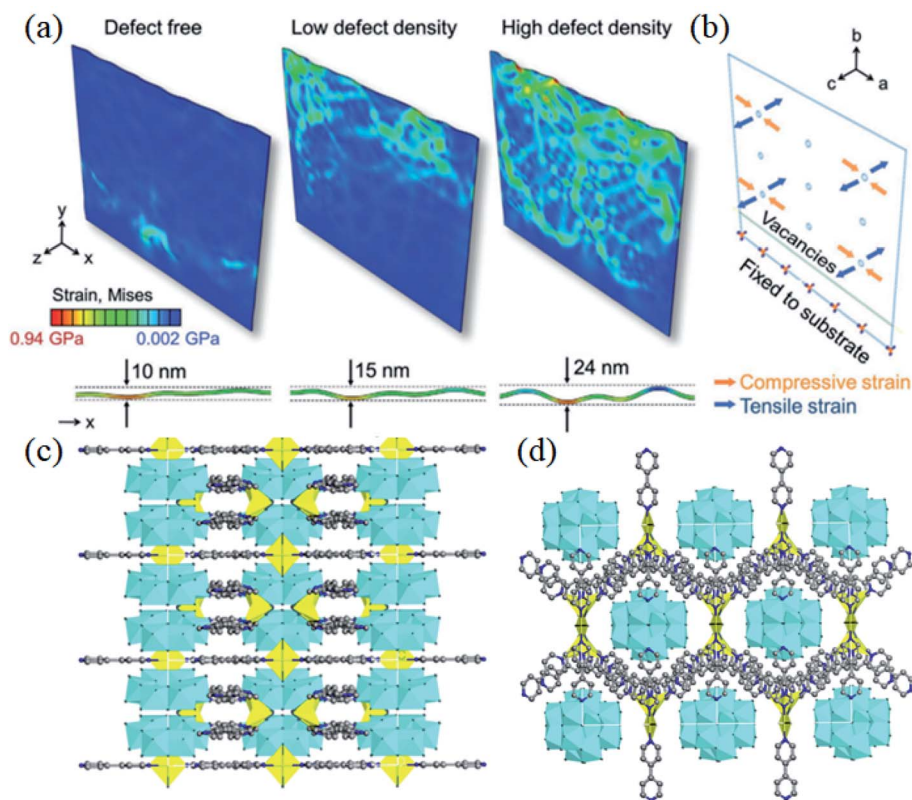 (a)
Defect free
Low defect density
High defect density
(b)
b
c
a
y
z
x
Strain, Mises
0.94 GPa
0.002 GPa
Vacancies
Fixed to substrate
10 nm
15 nm
24 nm
x
Compressive strain
Tensile strain
(c)
(d)